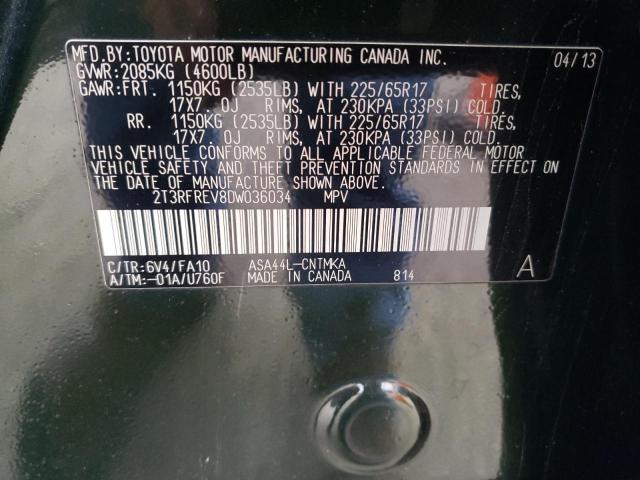 MFD.BY:TOYOTA MOTOR MANUFACTURING CANADA INC. 04/13
GVWR:2085KG (4600LB)
GAWR:FRT. 1150KG (2535LB) WITH 225/65R17 TIRES,
17X7.0J RIMS, AT 230KPA (33PSI) COLD.
RR. 1150KG (2535LB) WITH 225/65R17 TIRES,
17X7.0J RIMS, AT 230KPA (33PSI) COLD.
THIS VEHICLE CONFORMS TO ALL APPLICABLE FEDERAL MOTOR
VEHICLE SAFETY AND THEFT PREVENTION STANDARDS IN EFFECT ON
THE DATE OF MANUFACTURE SHOWN ABOVE.
2T3RFREV8DW036034 MPV
C/TR:6V4/FA10 ASA44L-CNTMKA
A/TM:-01A/U760F MADE IN CANADA 814 A